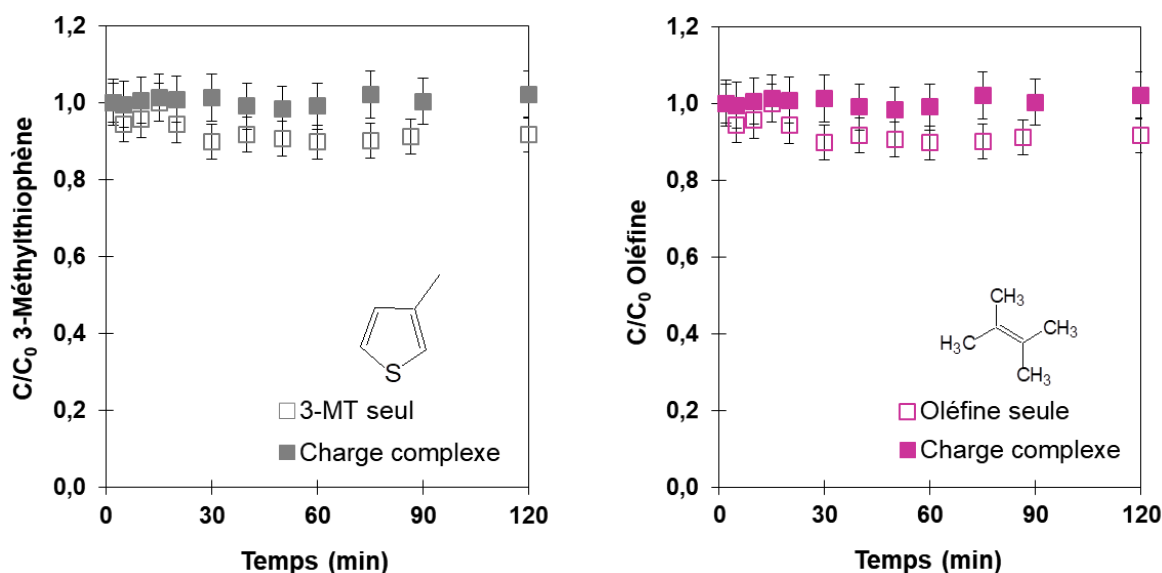 C/C0 3-Méthylthiophène
1,2
1,0
0,8
0,6
0,4
0,2
0,0
0
30
60
90
120
Temps (min)
S
3-MT seul
Charge complexe
C/C0 Oléfine
1,2
1,0
0,8
0,6
0,4
0,2
0,0
0
30
60
90
120
Temps (min)
CH3
H3C
CH3
CH3
Oléfine seule
Charge complexe